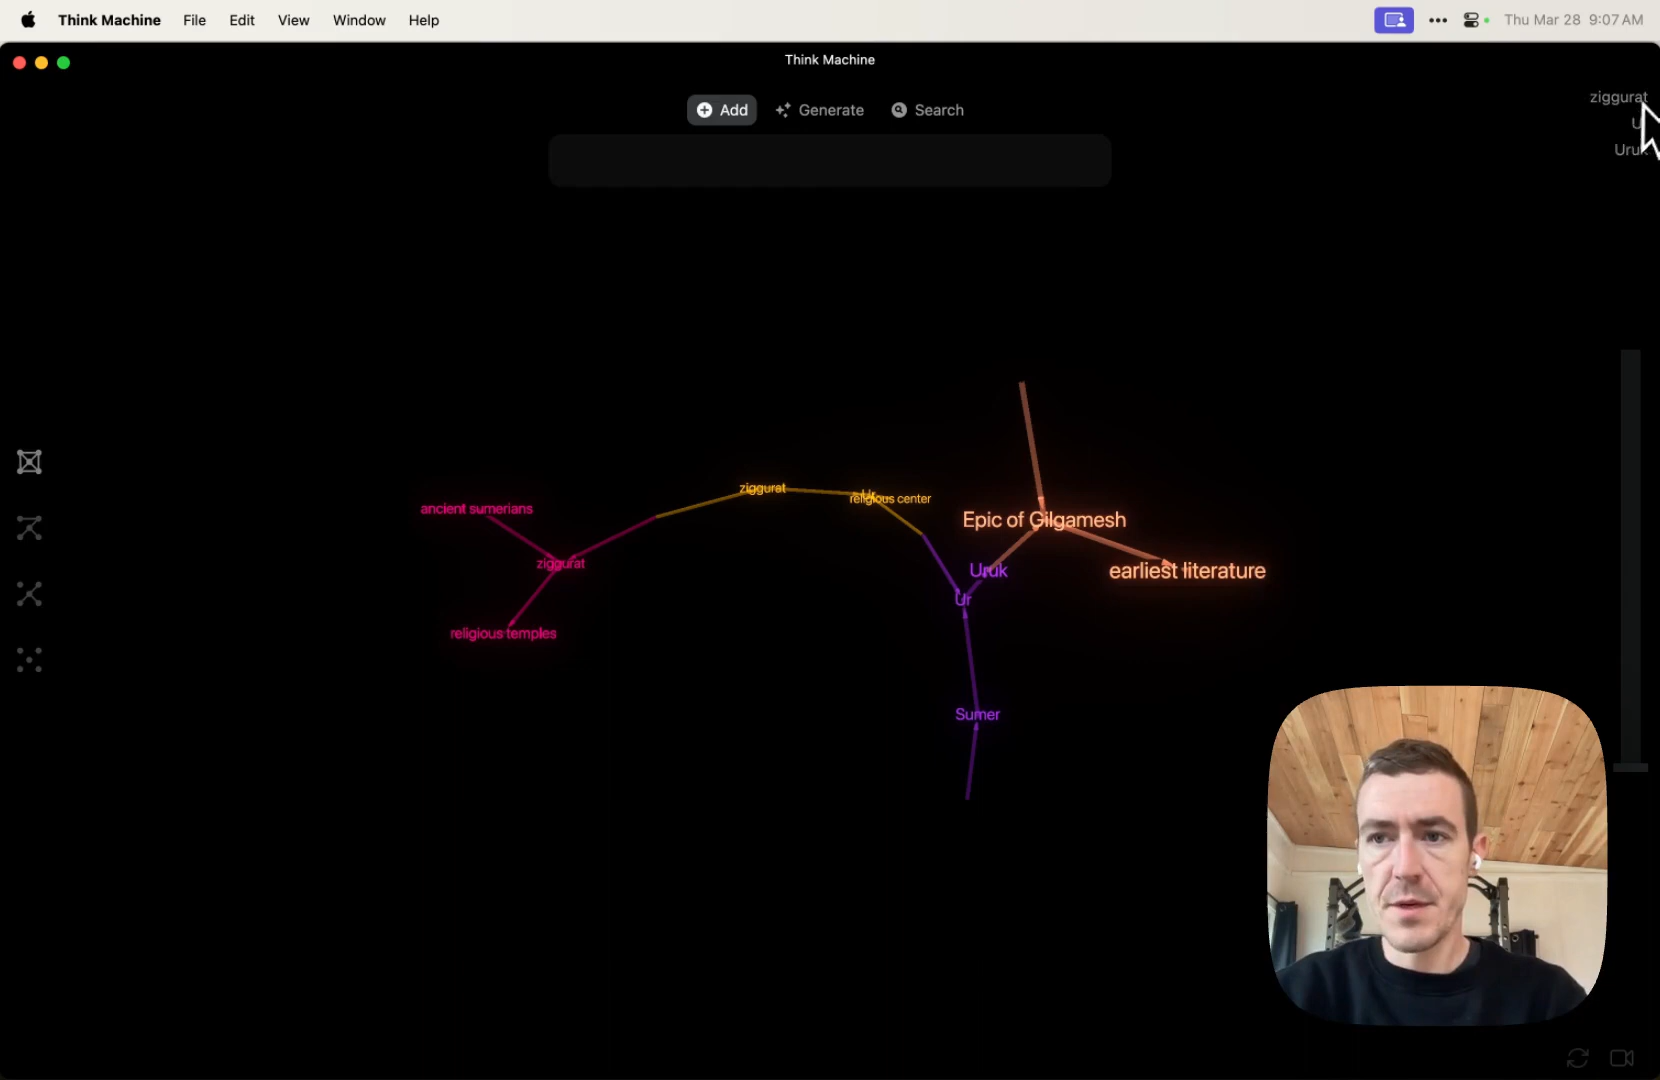 Think Machine File Edit View Window Help Thu Mar 28 9:07 AM
Think Machine
Add Generate Search
ziggurat
Uruk
ziggurat
Ur
religious center
ancient sumerians
Epic of Gilgamesh
ziggurat
Uruk
earliest literature
Ur
religious temples
Sumer